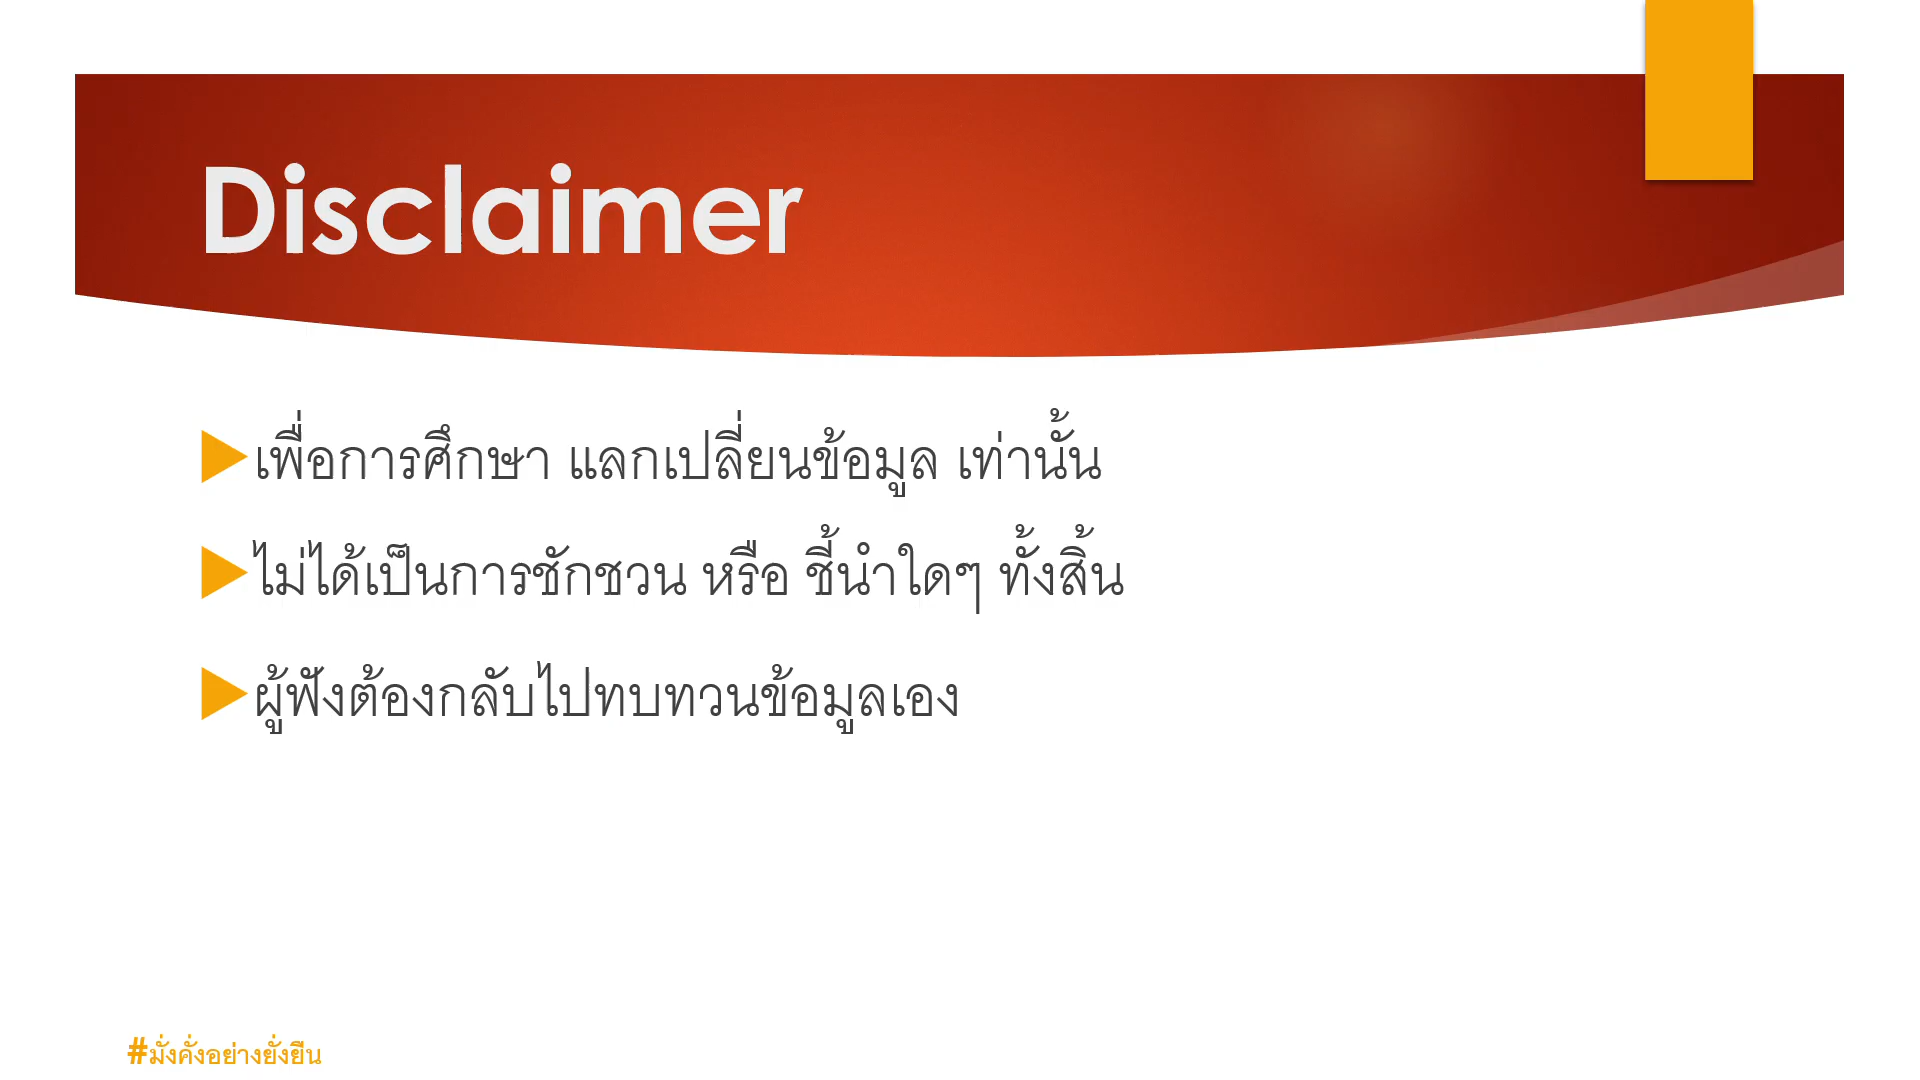 Disclaimer
เพื่อการศึกษา แลกเปลี่ยนข้อมูล เท่านั้น
ไม่ได้เป็นการชักชวน หรือ ชี้นำใดๆ ทั้งสิ้น
ผู้ฟังต้องกลับไปทบทวนข้อมูลเอง
#มั่งคั่งอย่างยั่งยืน